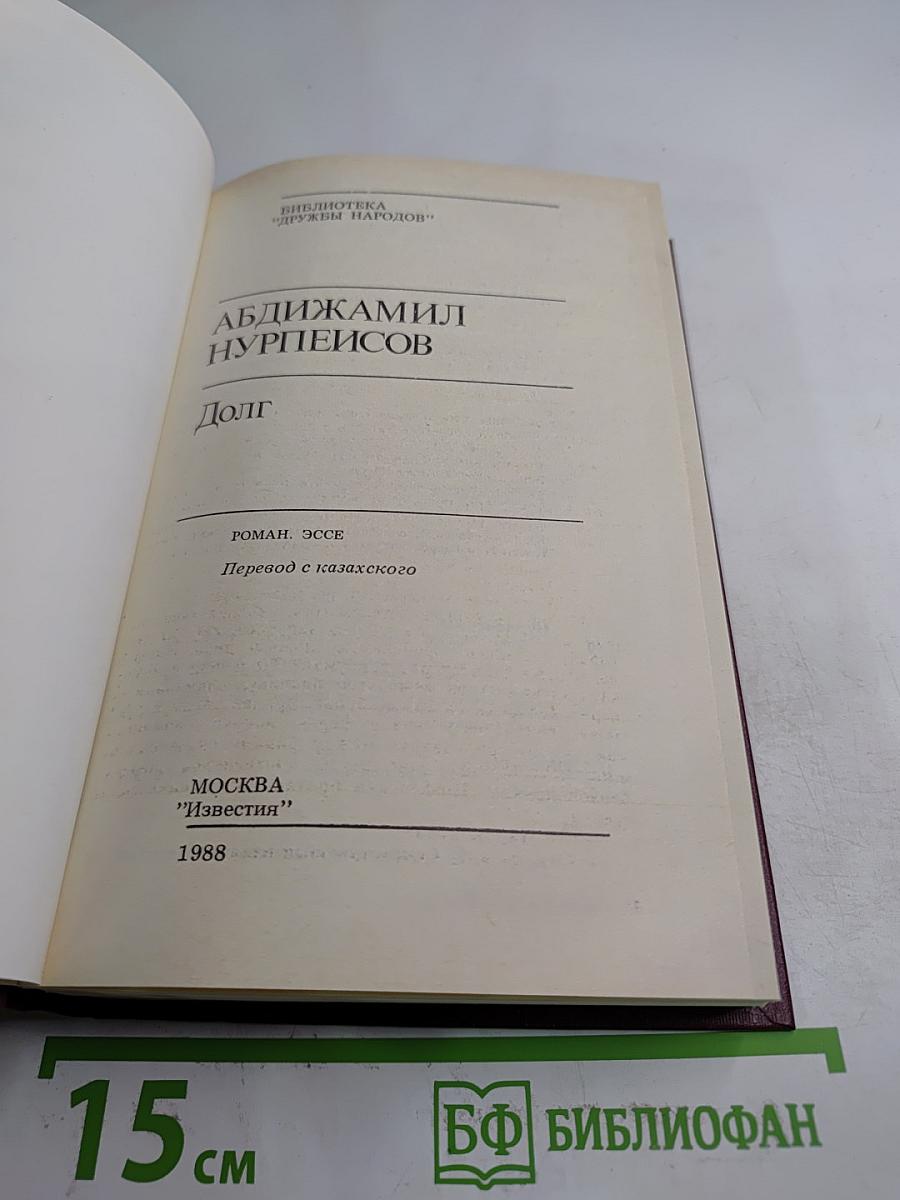 БИБЛИОТЕКА
"ДРУЖБЫ НАРОДОВ"
АБДИЖАМИЛ
НУРПЕИСОВ
Долг
РОМАН. ЭССЕ
Перевод с казахского
МОСКВА
"Известия"
1988
15 см
БФ БИБЛИОФАН